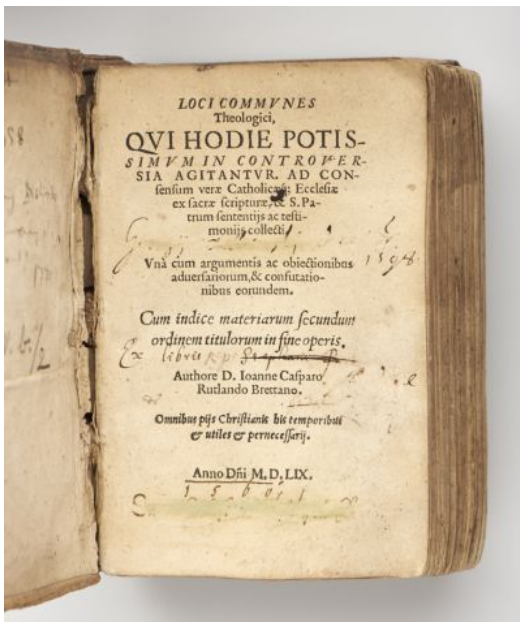 LOCI COMMVNES
Theologici,
QVI HODIE POTIS-
SIMVM IN CONTROVER-
SIA AGITANTVR. AD CON-
sensum veræ Catholicæq; Ecclesiæ
ex sacræ scripturæ, & S. Pa-
trum sententijs ac testi-
monijs collecti,
Vnà cum argumentis ac obiectionibus
1598
aduersariorum, & confutatio-
nibus eorundem.
Cum indice materiarum secundum
ordinem titulorum in fine operis.
Ex libris
Authore D. Ioanne Casparo
Rutlando Brettano.
Omnibus pijs Christianis his temporibus
& utiles & pernecessarij.
Anno Dñi M. D. LIX.